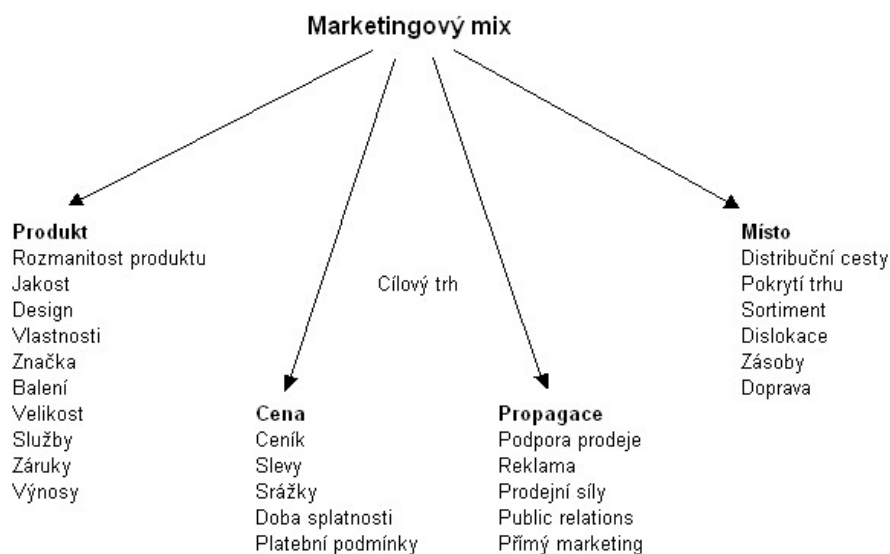 Marketingový mix
Produkt
Rozmanitost produktu
Jakost
Design
Vlastnosti
Značka
Balení
Velikost
Služby
Záruky
Výnosy
Cílový trh
Cena
Ceník
Slevy
Srážky
Doba splatnosti
Platební podmínky
Propagace
Podpora prodeje
Reklama
Prodejní síly
Public relations
Přímý marketing
Místo
Distribuční cesty
Pokrytí trhu
Sortiment
Dislokace
Zásoby
Doprava